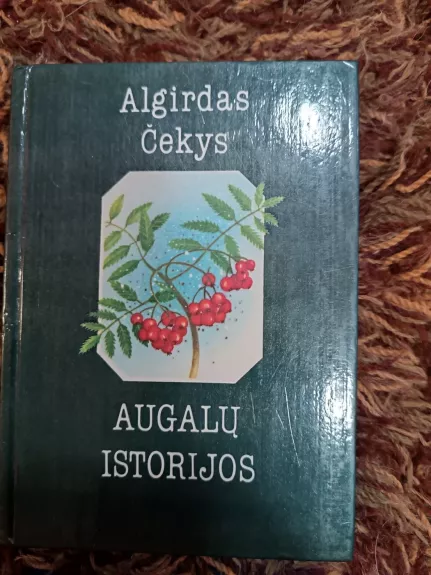 Algirdas
Čekys
AUGALŲ
ISTORIJOS